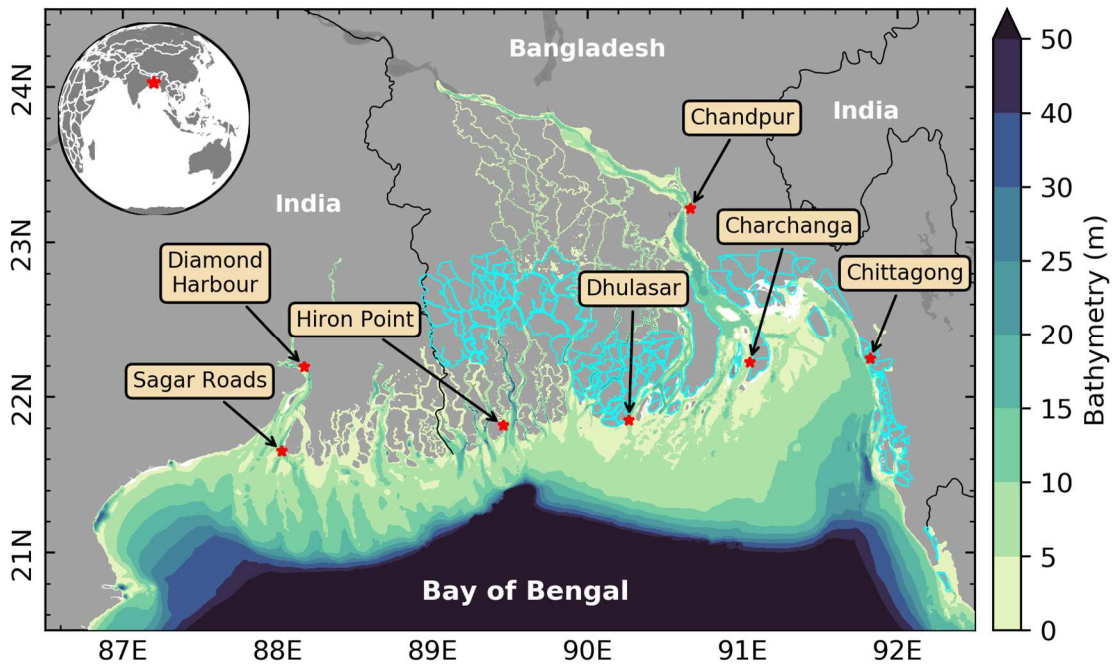 Bangladesh
India
India
Chandpur
Charchanga
Chittagong
Dhulasar
Diamond
Harbour
Hiron Point
Sagar Roads
Bay of Bengal
24N
23N
22N
21N
87E
88E
89E
90E
91E
92E
50
40
30
25
20
15
10
5
0
Bathymetry (m)